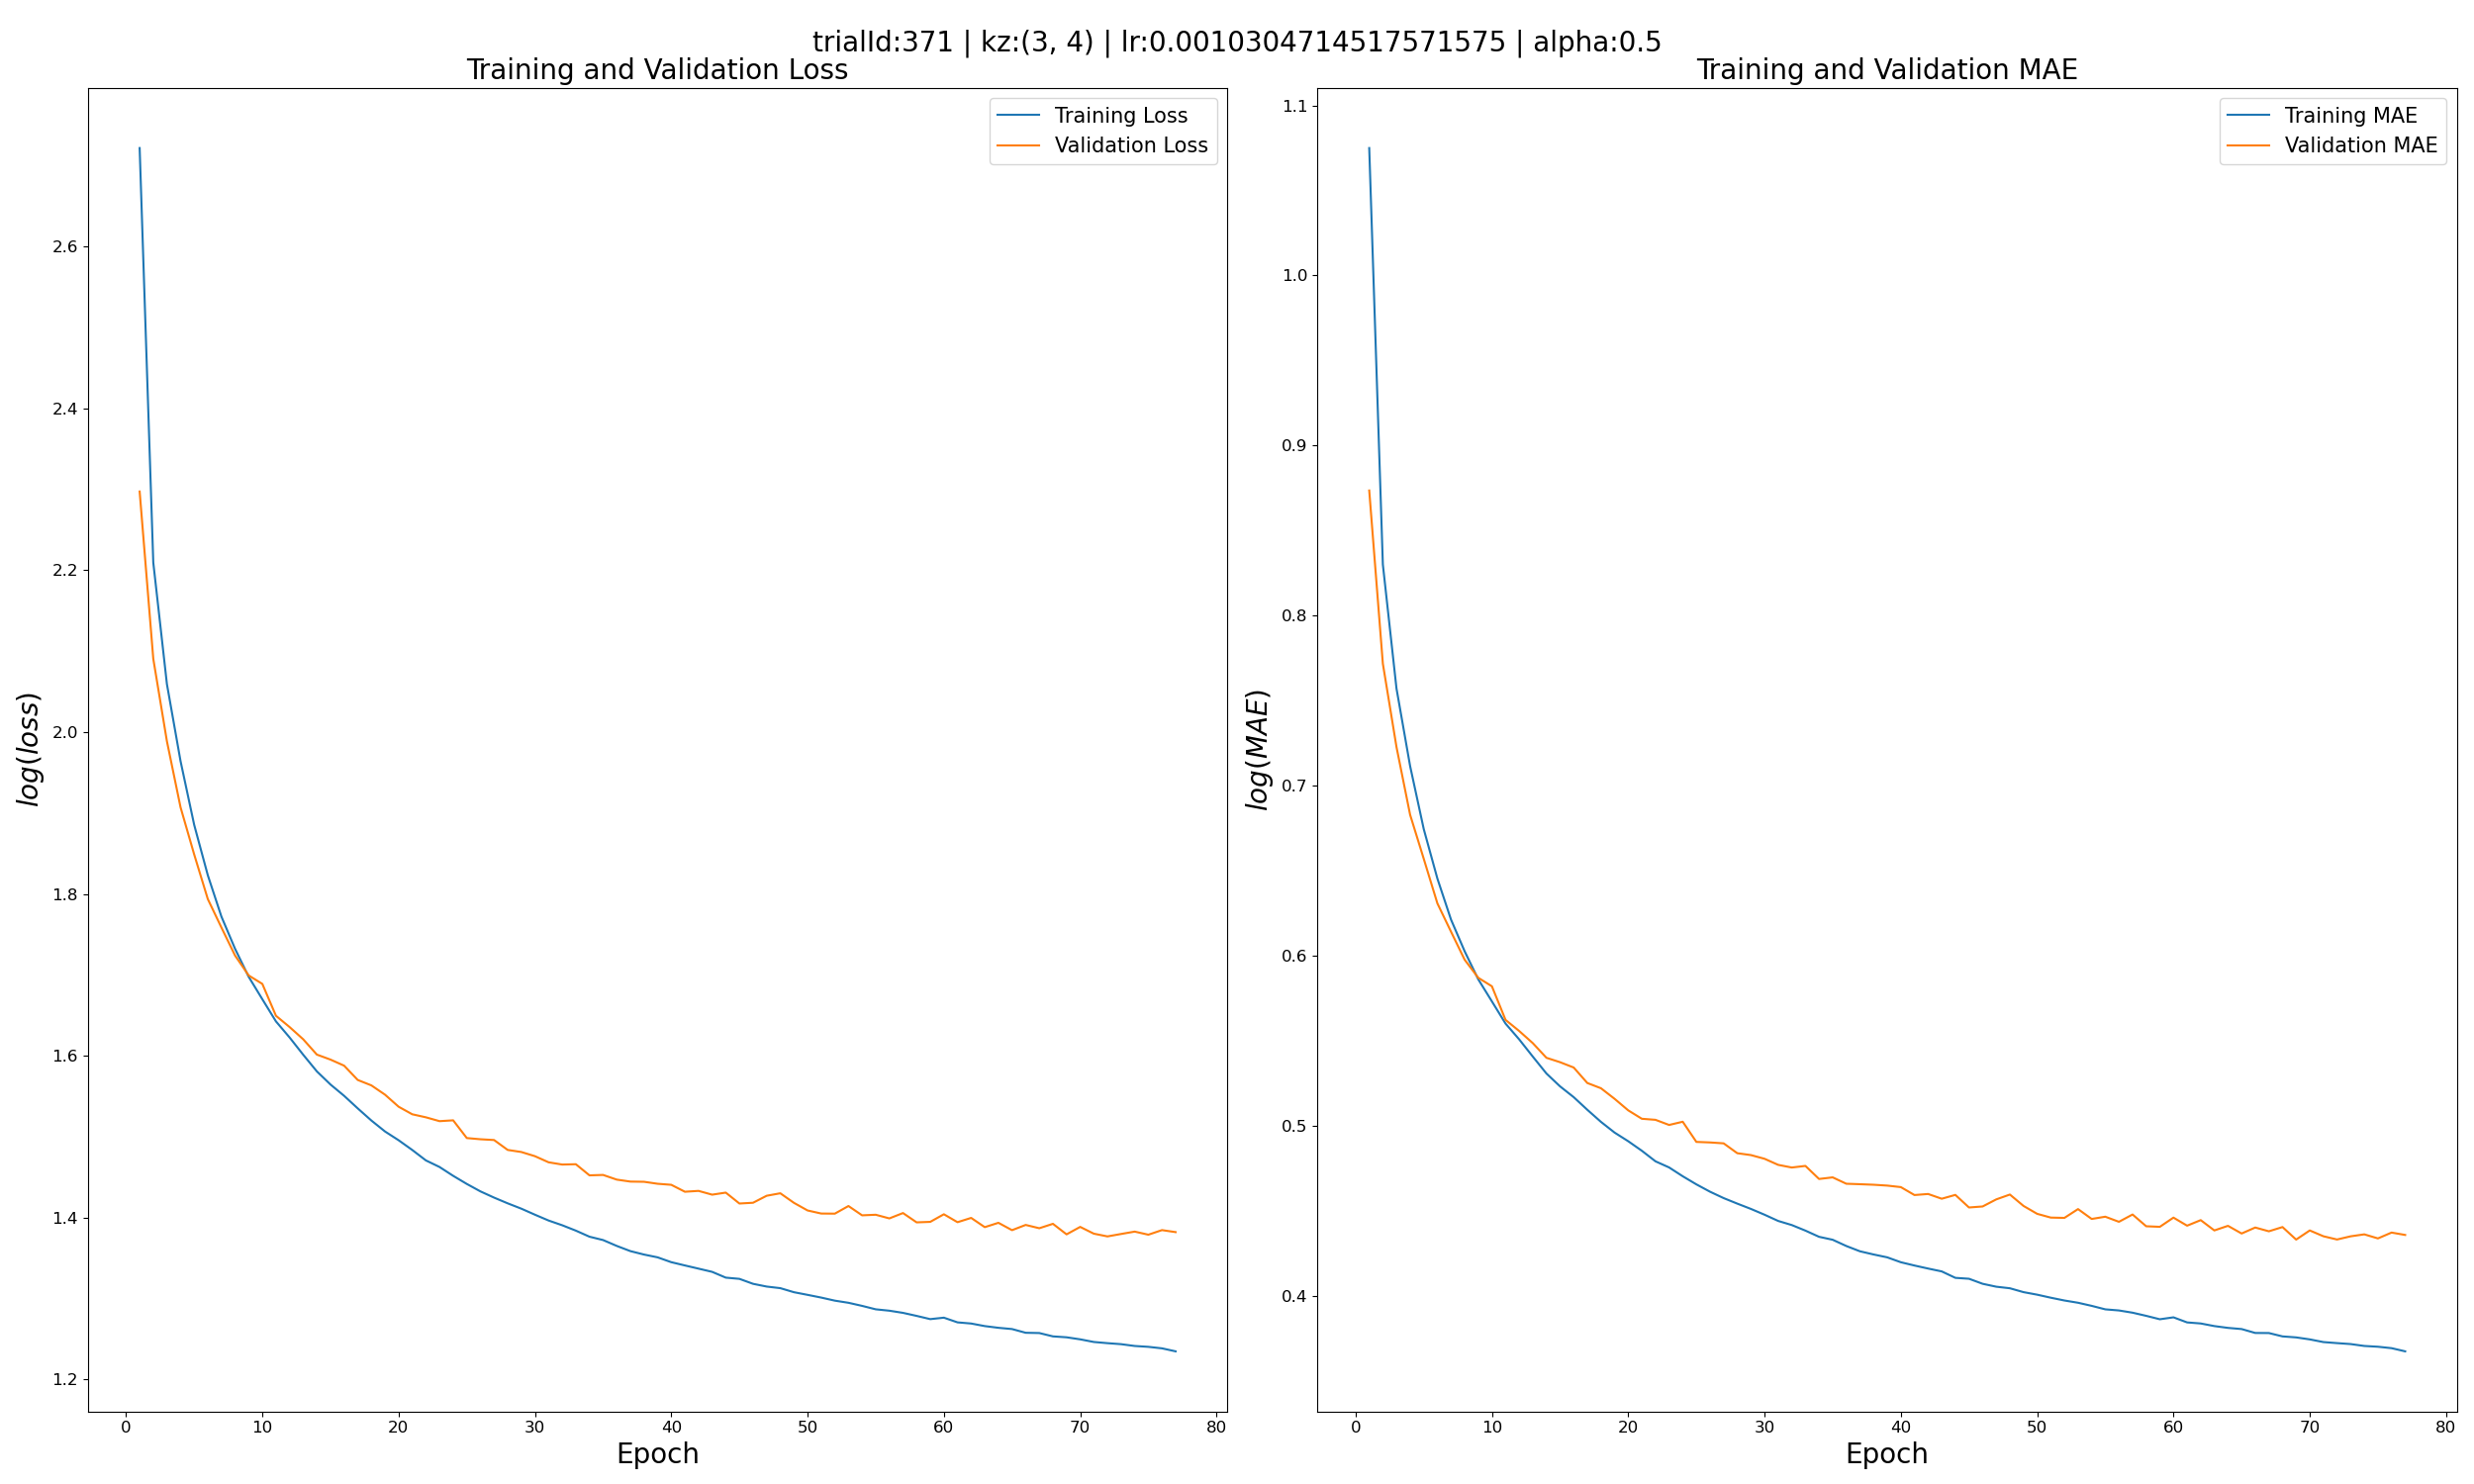 trialId:371 | kz:(3, 4) | lr:0.0010304714517571575 | alpha:0.5
Training and Validation Loss
Training Loss
Validation Loss
log(loss)
2.6
2.4
2.2
2.0
1.8
1.6
1.4
1.2
0 10 20 30 40 50 60 70 80
Epoch
Training and Validation MAE
Training MAE
Validation MAE
log(MAE)
1.1
1.0
0.9
0.8
0.7
0.6
0.5
0.4
0 10 20 30 40 50 60 70 80
Epoch